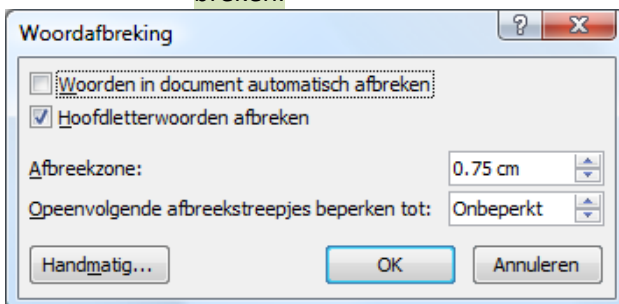 Woordafbreking
Woorden in document automatisch afbreken
Hoofdletterwoorden afbreken
Afbreekzone: 0.75 cm
Opeenvolgende afbreekstreepjes beperken tot: Onbeperkt
Handmatig... OK Annuleren